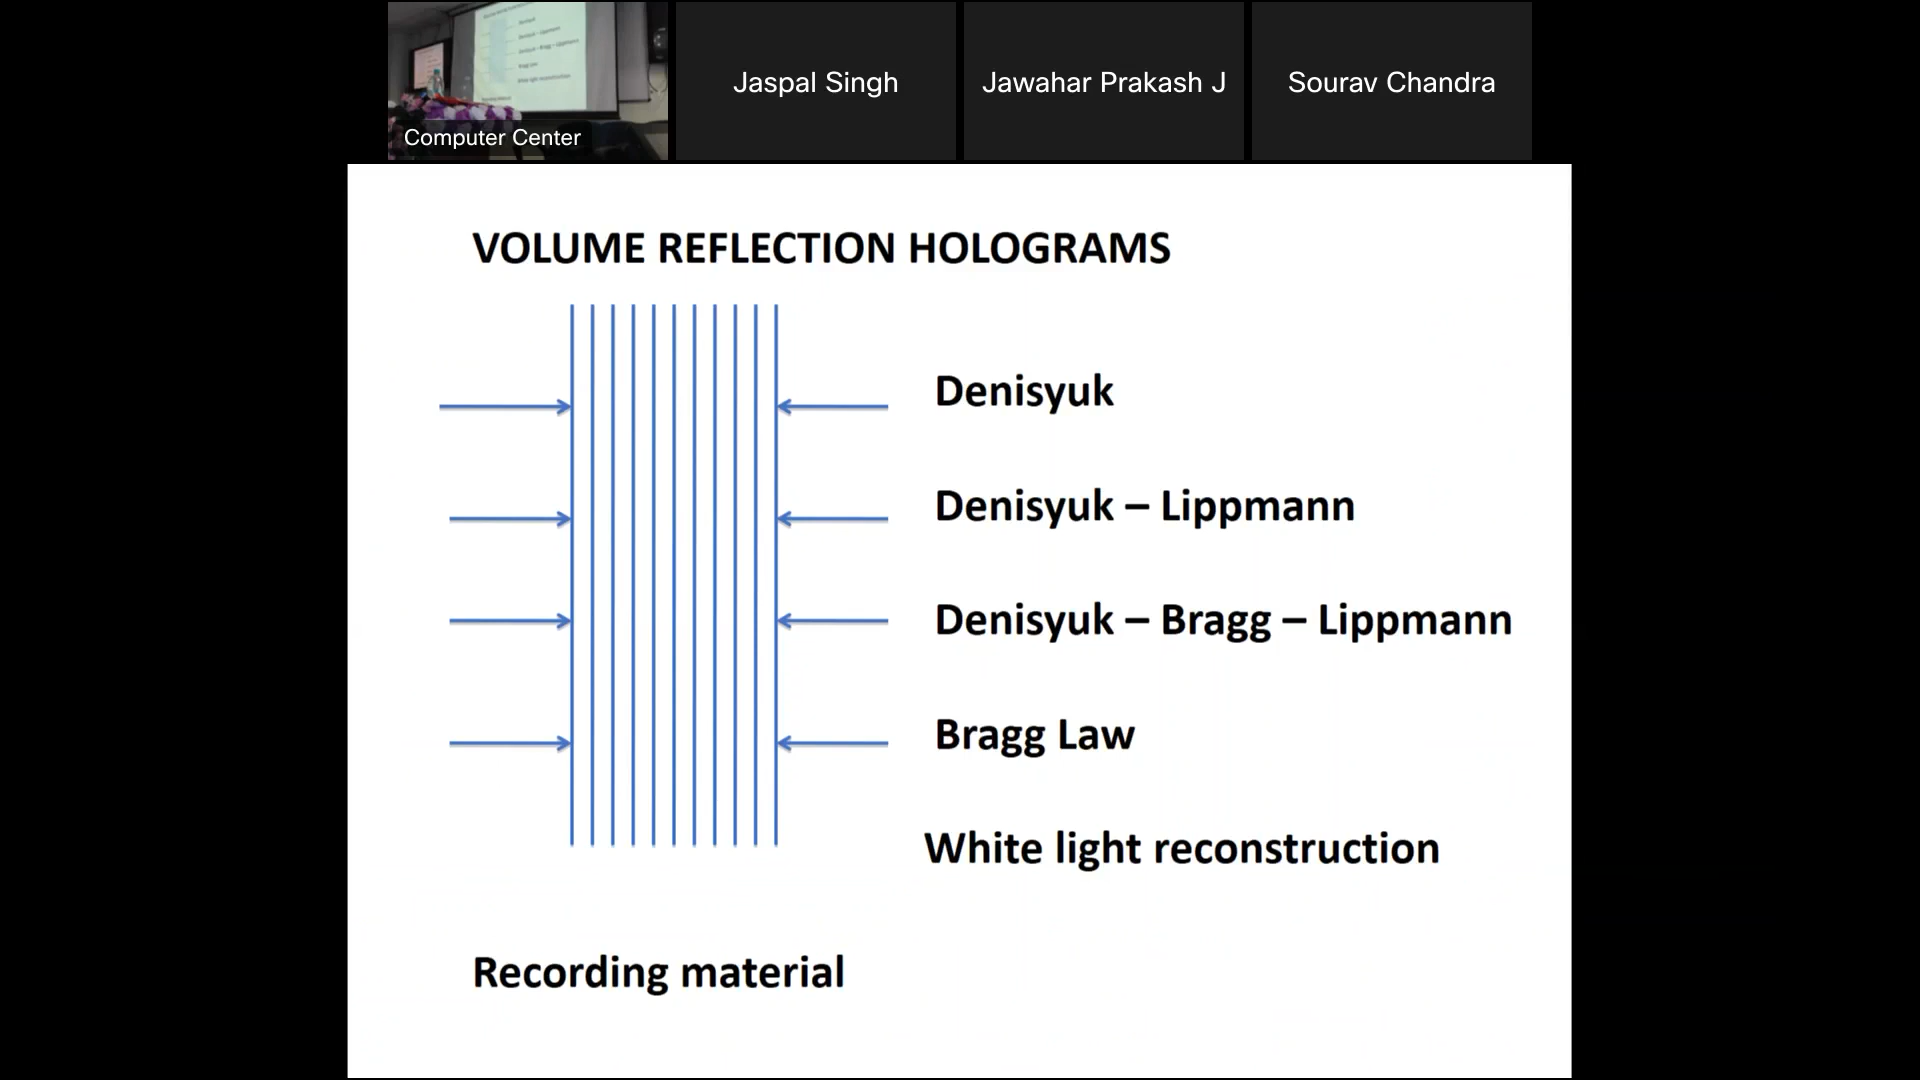 Computer Center
Jaspal Singh
Jawahar Prakash J
Sourav Chandra
VOLUME REFLECTION HOLOGRAMS
Denisyuk
Denisyuk – Lippmann
Denisyuk – Bragg – Lippmann
Bragg Law
White light reconstruction
Recording material